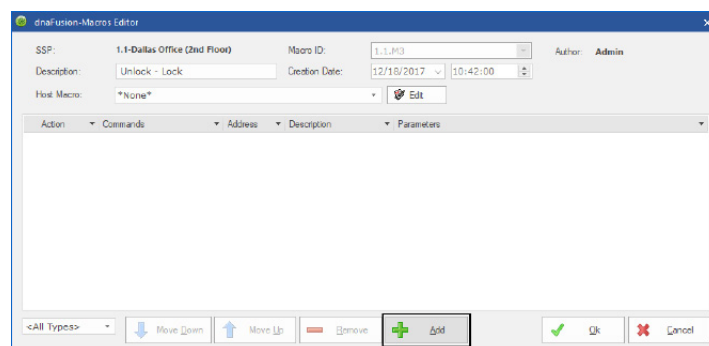 dnaFusion-Macros Editor
SSP: 1.1-Dallas Office (2nd Floor) Macro ID: 1.1.M3 Author: Admin
Description: Unlock - Lock Creation Date: 12/18/2017 10:42:00
Host Macro: *None* Edit
Action Commands Address Description Parameters
<All Types> Move Down Move Up Remove Add Ok Cancel